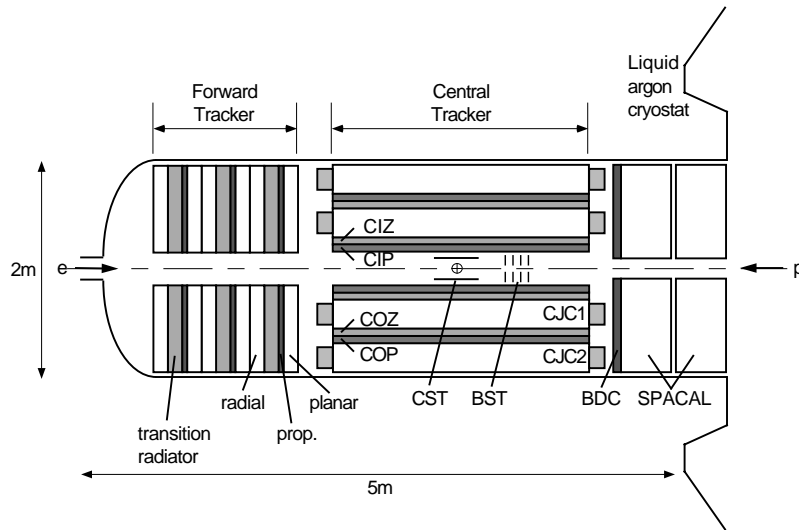 Forward
Tracker
Central
Tracker
Liquid
argon
cryostat
CIZ
CIP
2m
e
p
COZ
COP
CJC1
CJC2
radial
planar
CST
BST
BDC
SPACAL
transition
radiator
prop.
5m